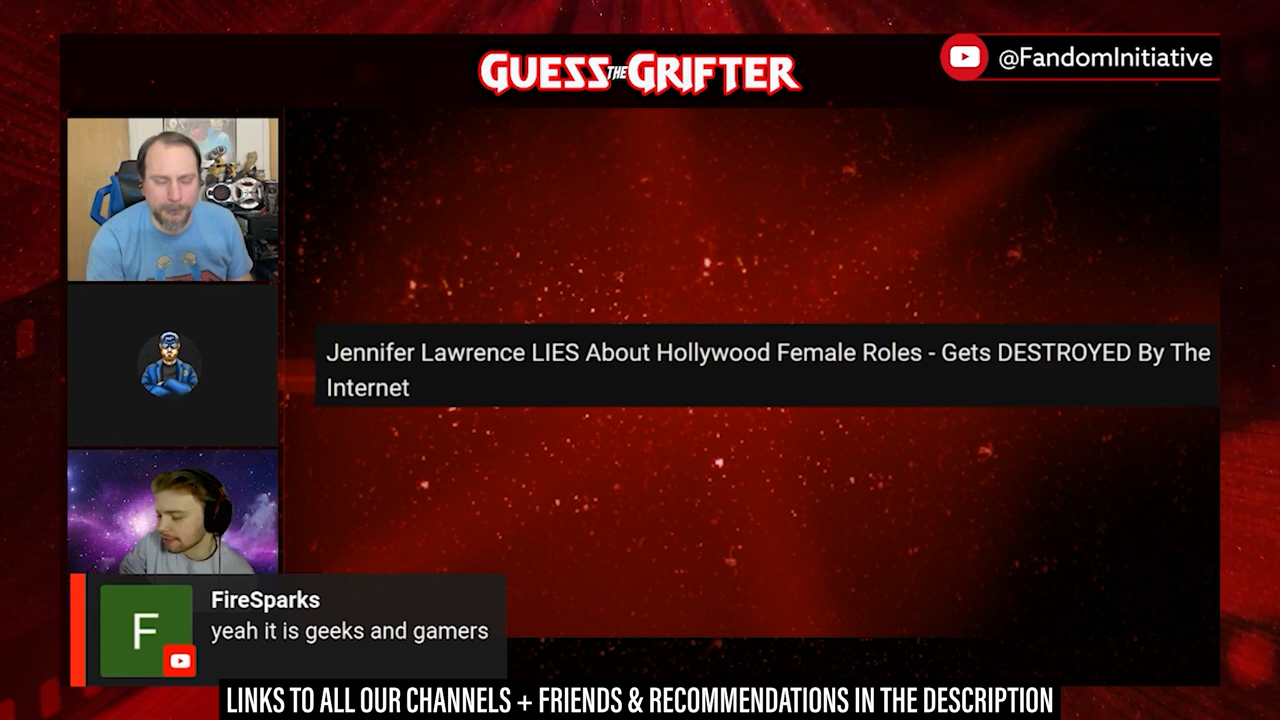 GUESS THE GRIFTER
@FandomInitiative
Jennifer Lawrence LIES About Hollywood Female Roles - Gets DESTROYED By The
Internet
F
FireSparks
yeah it is geeks and gamers
LINKS TO ALL OUR CHANNELS + FRIENDS & RECOMMENDATIONS IN THE DESCRIPTION